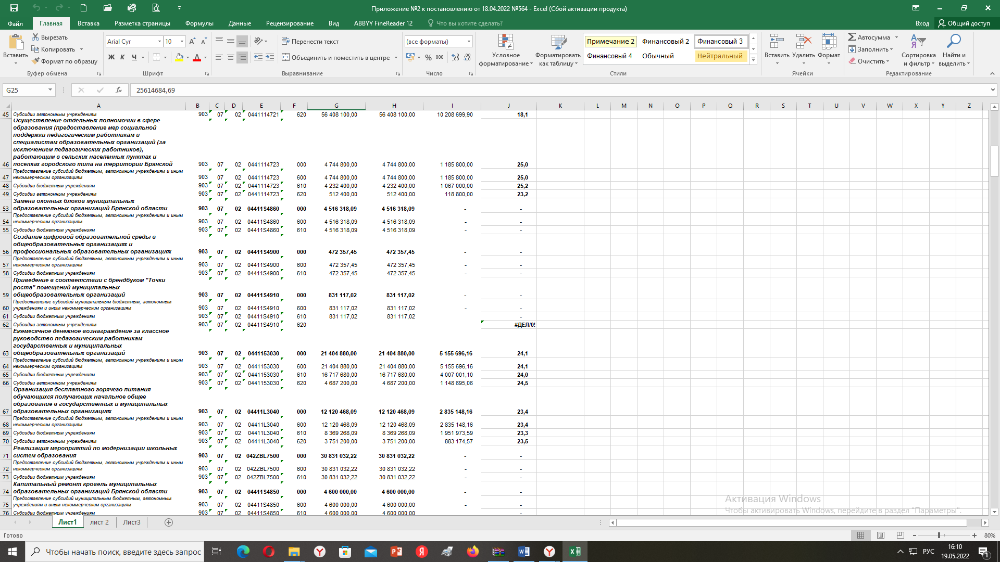 Приложение №2 к постановлению от 18.04.2022 №564 - Excel (Сбой активации продукта)
Файл Главная Вставка Разметка страницы Формулы Данные Рецензирование Вид ABBYY FineReader 12 Что вы хотите сделать? Вход Общий доступ
Вставить
Вырезать
Копировать
Формат по образцу
Буфер обмена
Arial Cyr 10
Ж К Ч
Шрифт
Перенести текст
Объединить и поместить в центре
Выравнивание
(все форматы)
% 000
Число
Условное форматирование
Форматировать как таблицу
Примечание 2 Финансовый 2 Финансовый 3
Финансовый 4 Обычный Нейтральный
Стили
Вставить Удалить Формат
Ячейки
Автосумма
Заполнить
Очистить
Сортировка и фильтр
Найти и выделить
Редактирование
G25 fx 25614684,69
A B C D E F G H I J K L M N O P Q R S T U V W X Y Z
45 Субсидии автономным учреждениям 903 07 02 0441114721 620 56 408 100,00 56 408 100,00 10 208 699,90 18,1
Осуществление отдельных полномочий в сфере
образования (предоставление мер социальной
поддержки педагогическим работникам и
специалистам образовательных организаций (за
исключением педагогических работников),
работающим в сельских населенных пунктах и
46 поселках городского типа на территории Брянской 903 07 02 0441114723 000 4 744 800,00 4 744 800,00 1 185 800,00 25,0
Предоставление субсидий бюджетным, автономным учреждениям и иным
47 некоммерческим организациям 903 07 02 0441114723 600 4 744 800,00 4 744 800,00 1 185 800,00 25,0
48 Субсидии бюджетным учреждениям 903 07 02 0441114723 610 4 232 400,00 4 232 400,00 1 067 000,00 25,2
49 Субсидии автономным учреждениям 903 07 02 0441114723 620 512 400,00 512 400,00 118 800,00 23,2
Замена оконных блоков муниципальных
53 образовательных организаций Брянской области 903 07 02 04411S4860 000 4 516 318,09 4 516 318,09 - -
Предоставление субсидий бюджетным, автономным учреждениям и иным
54 некоммерческим организациям 903 07 02 04411S4860 600 4 516 318,09 4 516 318,09 - -
55 Субсидии бюджетным учреждениям 903 07 02 04411S4860 610 4 516 318,09 4 516 318,09 - -
Создание цифровой образовательной среды в
общеобразовательных организациях и
56 профессиональных образовательных организациях 903 07 02 04411S4900 000 472 357,45 472 357,45 - -
Предоставление субсидий бюджетным, автономным учреждениям и иным
57 некоммерческим организациям 903 07 02 04411S4900 600 472 357,45 472 357,45 - -
58 Субсидии бюджетным учреждениям 903 07 02 04411S4900 610 472 357,45 472 357,45 - -
Приведение в соответствии с брендбуком "Точки
роста" помещений муниципальных
59 общеобразовательных организаций 903 07 02 04411S4910 000 831 117,02 831 117,02 - -
Предоставление субсидий муниципальным бюджетным, автономным
60 учреждениям и иным некоммерческим организациям 903 07 02 04411S4910 600 831 117,02 831 117,02 - -
61 Субсидии бюджетным учреждениям 903 07 02 04411S4910 610 831 117,02 831 117,02 -
62 Субсидии автономным учреждениям 903 07 02 04411S4910 620 #ДЕЛ/0!
Ежемесячное денежное вознаграждение за классное
руководство педагогическим работникам
государственных и муниципальных
63 общеобразовательных организаций 903 07 02 0441153030 000 21 404 880,00 21 404 880,00 5 155 696,16 24,1
Предоставление субсидий бюджетным, автономным учреждениям и иным
64 некоммерческим организациям 903 07 02 0441153030 600 21 404 880,00 21 404 880,00 5 155 696,16 24,1
65 Субсидии бюджетным учреждениям 903 07 02 0441153030 610 16 717 680,00 16 717 680,00 4 007 001,10 24,0
66 Субсидии автономным учреждениям 903 07 02 0441153030 620 4 687 200,00 4 687 200,00 1 148 695,06 24,5
Организация бесплатного горячего питания
обучающихся получающих начальное общее
образование в государственных и муниципальных
67 образовательных организациях 903 07 02 04411L3040 000 12 120 468,09 12 120 468,09 2 835 148,16 23,4
Предоставление субсидий бюджетным, автономным учреждениям и иным
68 некоммерческим организациям 903 07 02 04411L3040 600 12 120 468,09 12 120 468,09 2 835 148,16 23,4
69 Субсидии бюджетным учреждениям 903 07 02 04411L3040 610 8 369 268,09 8 369 268,09 1 951 973,59 23,3
70 Субсидии автономным учреждениям 903 07 02 04411L3040 620 3 751 200,00 3 751 200,00 883 174,57 23,5
Реализация мероприятий по модернизации школьных
71 систем образования 903 07 02 042ZBL7500 000 30 831 032,22 30 831 032,22 - -
Предоставление субсидий бюджетным, автономным учреждениям и иным
72 некоммерческим организациям 903 07 02 042ZBL7500 600 30 831 032,22 30 831 032,22 - -
73 Субсидии бюджетным учреждениям 903 07 02 042ZBL7500 610 30 831 032,22 30 831 032,22 - -
Капитальный ремонт кровель муниципальных
74 образовательных организаций Брянской области 903 07 02 04411S4850 000 4 600 000,00 4 600 000,00 - -
Предоставление субсидий муниципальным бюджетным, автономным
75 учреждениям и иным некоммерческим организациям 903 07 02 04411S4850 600 4 600 000,00 4 600 000,00 - -
76 Субсидии бюджетным учреждениям 903 07 02 04411S4850 610 4 600 000,00 4 600 000,00 -
Активация Windows
Чтобы активировать Windows, перейдите в раздел "Параметры".
Лист1 лист 2 Лист3
Готово 80%
Чтобы начать поиск, введите здесь запрос
РУС 16:10
19.05.2022
1